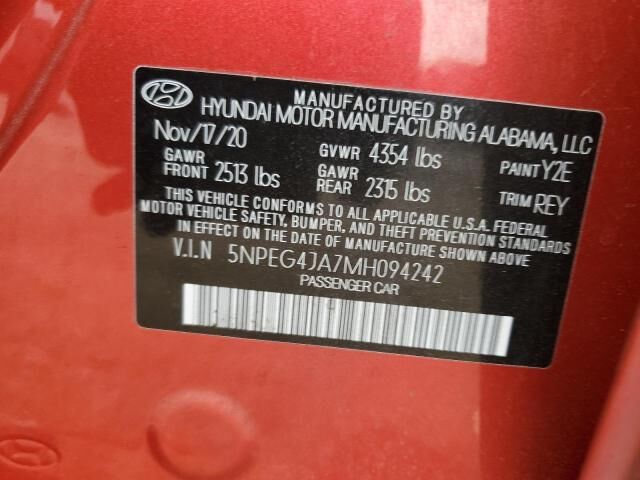 MANUFACTURED BY
HYUNDAI MOTOR MANUFACTURING ALABAMA, LLC
Nov/17/20 GVWR 4354 lbs PAINT Y2E
GAWR FRONT 2513 lbs GAWR REAR 2315 lbs TRIM REY
THIS VEHICLE CONFORMS TO ALL APPLICABLE U.S.A. FEDERAL
MOTOR VEHICLE SAFETY, BUMPER, AND THEFT PREVENTION STANDARDS
IN EFFECT ON THE DATE OF MANUFACTURE SHOWN ABOVE
V.I.N 5NPEG4JA7MH094242
PASSENGER CAR